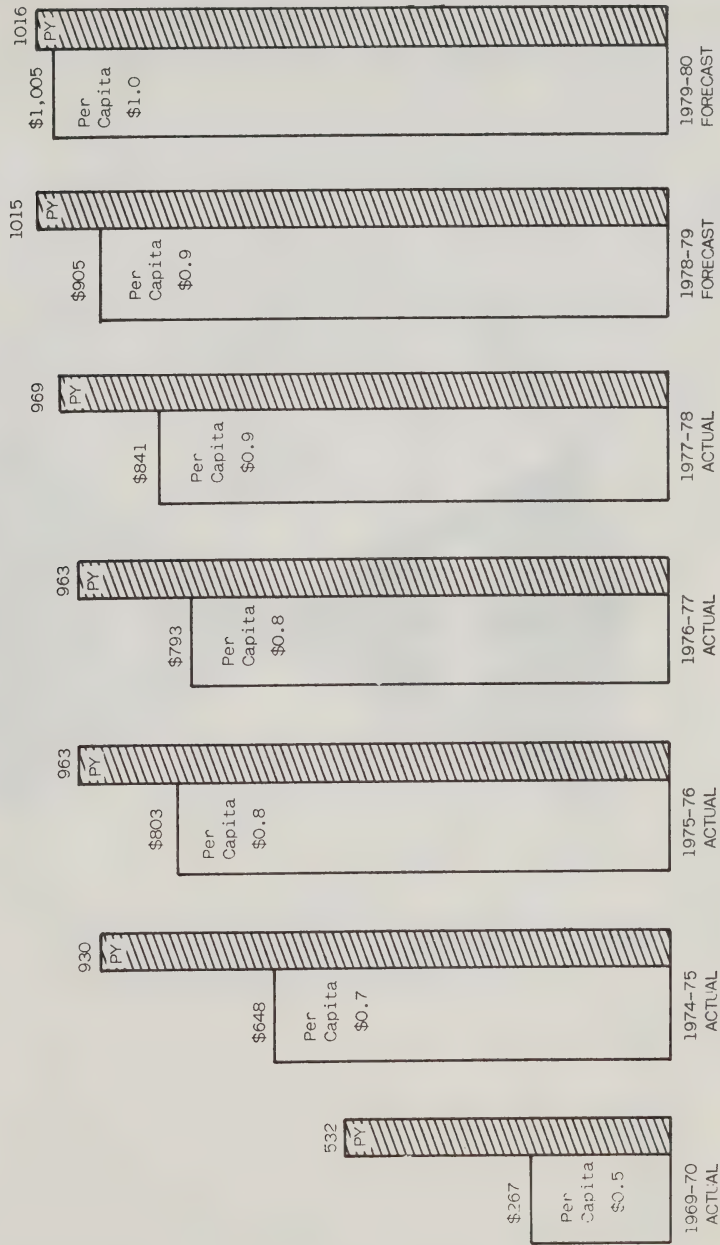 532
PY
$267
Per
Capita
$0.5
1969-70
ACTUAL
930
PY
$648
Per
Capita
$0.7
1974-75
ACTUAL
963
PY
$803
Per
Capita
$0.8
1975-76
ACTUAL
963
PY
$793
Per
Capita
$0.8
1976-77
ACTUAL
969
PY
$841
Per
Capita
$0.9
1977-78
ACTUAL
1015
PY
$905
Per
Capita
$0.9
1978-79
FORECAST
1016
PY
$1,005
Per
Capita
$1.0
1979-80
FORECAST